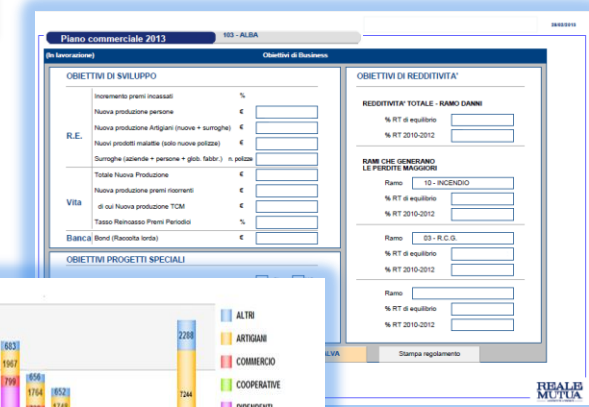 Piano commerciale 2013
103 - ALBA
(In lavorazione)
Obiettivi di Business
OBIETTIVI DI SVILUPPO
Incremento premi incassati %
Nuova produzione persone €
R.E.
Nuova produzione Artigiani (nuove + surroghe) €
Nuovi prodotti malattie (solo nuove polizze) €
Surroghe (aziende + persone + glob. fabbr.) n. polizze
Totale Nuova Produzione €
Nuova produzione premi ricorrenti €
Vita
di cui Nuova produzione TCM €
Tasso Reincasso Premi Periodici %
Banca Bond (Raccolta lorda) €
OBIETTIVI PROGETTI SPECIALI
OBIETTIVI DI REDDITIVITA'
REDDITIVITA' TOTALE - RAMO DANNI
% RT di equilibrio
% RT 2010-2012
RAMI CHE GENERANO
LE PERDITE MAGGIORI
Ramo 10 - INCENDIO
% RT di equilibrio
% RT 2010-2012
Ramo 03 - R.C.G.
% RT di equilibrio
% RT 2010-2012
Ramo
% RT di equilibrio
% RT 2010-2012
Stampa regolamento
683
1967
799
656
1764
652
2288
7244
ALTRI
ARTIGIANI
COMMERCIO
COOPERATIVE
REALE
MUTUA